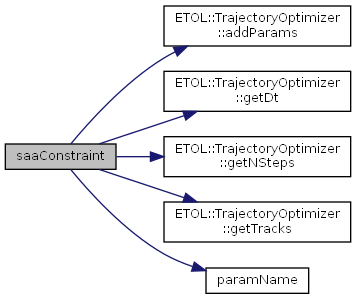 ETOL::TrajectoryOptimizer
::addParams
ETOL::TrajectoryOptimizer
::getDt
saaConstraint
ETOL::TrajectoryOptimizer
::getNSteps
ETOL::TrajectoryOptimizer
::getTracks
paramName